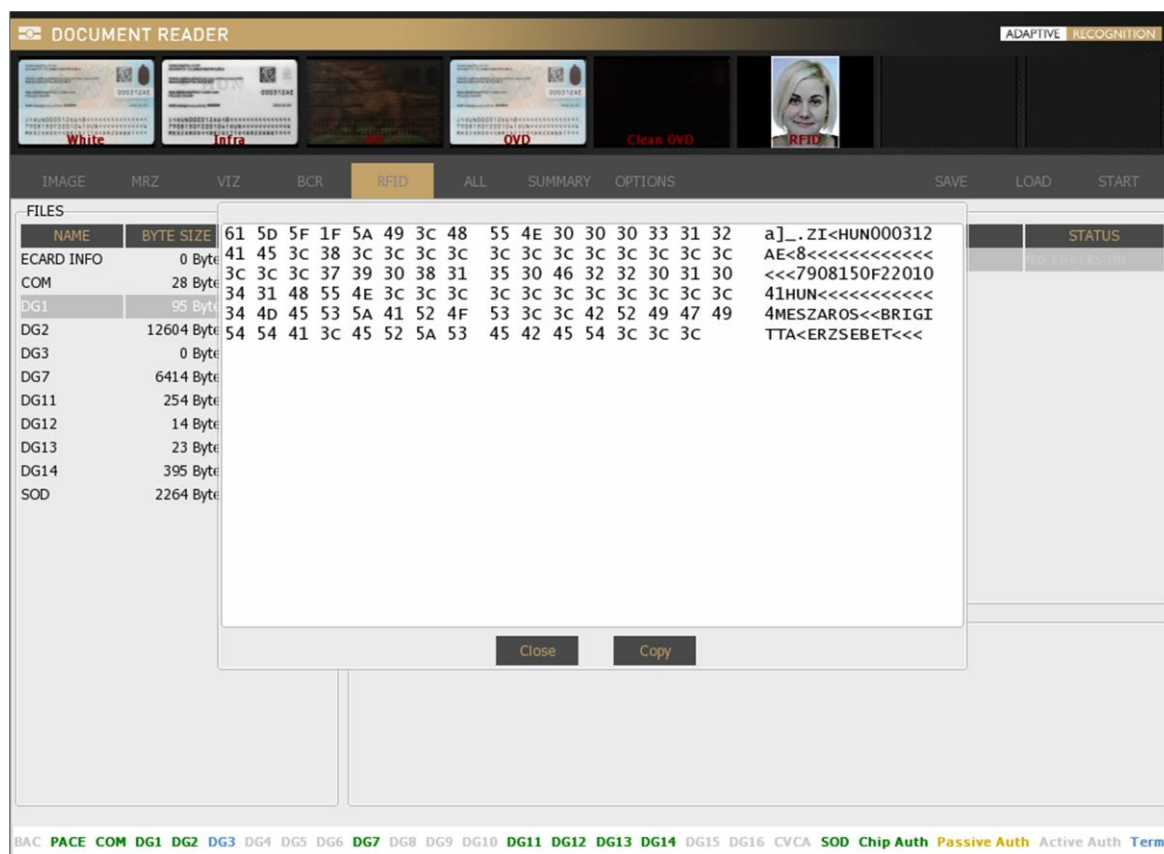 DOCUMENT READER
ADAPTIVE RECOGNITION
White
Infra
UV
OVD
Clean OVD
RFID
000312AE
000312AE
000312AE
IMAGE MRZ VIZ BCR RFID ALL SUMMARY OPTIONS SAVE LOAD START
FILES
NAME BYTE SIZE STATUS
ECARD INFO 0 Byte
No checksum
COM 28 Byte
DG1 95 Byte
DG2 12604 Byte
DG3 0 Byte
DG7 6414 Byte
DG11 254 Byte
DG12 14 Byte
DG13 23 Byte
DG14 395 Byte
SOD 2264 Byte
61 5D 5F 1F 5A 49 3C 48 55 4E 30 30 30 33 31 32 a]_.ZI<HUN000312
41 45 3c 38 3c 3c 3c 3c 3c 3c 3c 3c 3c 3c 3c 3c AE<8<<<<<<<<<<<<
3c 3c 3c 37 39 30 38 31 35 30 46 32 32 30 31 30 <<<7908150F22010
34 31 48 55 4E 3c 3c 3c 3c 3c 3c 3c 3c 3c 3c 3c 41HUN<<<<<<<<<<<
34 4D 45 53 5A 41 52 4F 53 3C 3C 42 52 49 47 49 4MESZAROS<<BRIGI
54 54 41 3C 45 52 5A 53 45 42 45 54 3C 3C 3C TTA<ERZSEBET<<<
Close Copy
BAC PACE COM DG1 DG2 DG3 DG4 DG5 DG6 DG7 DG8 DG9 DG10 DG11 DG12 DG13 DG14 DG15 DG16 CVCA SOD Chip Auth Passive Auth Active Auth Term